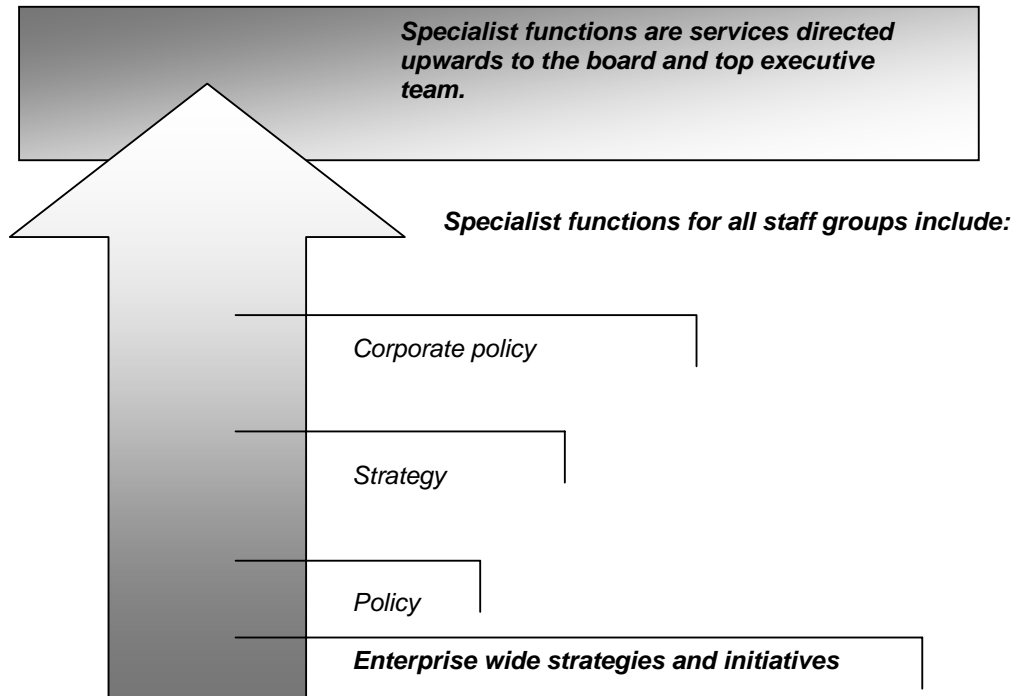 Specialist functions are services directed
upwards to the board and top executive
team.
Specialist functions for all staff groups include:
Corporate policy
Strategy
Policy
Enterprise wide strategies and initiatives